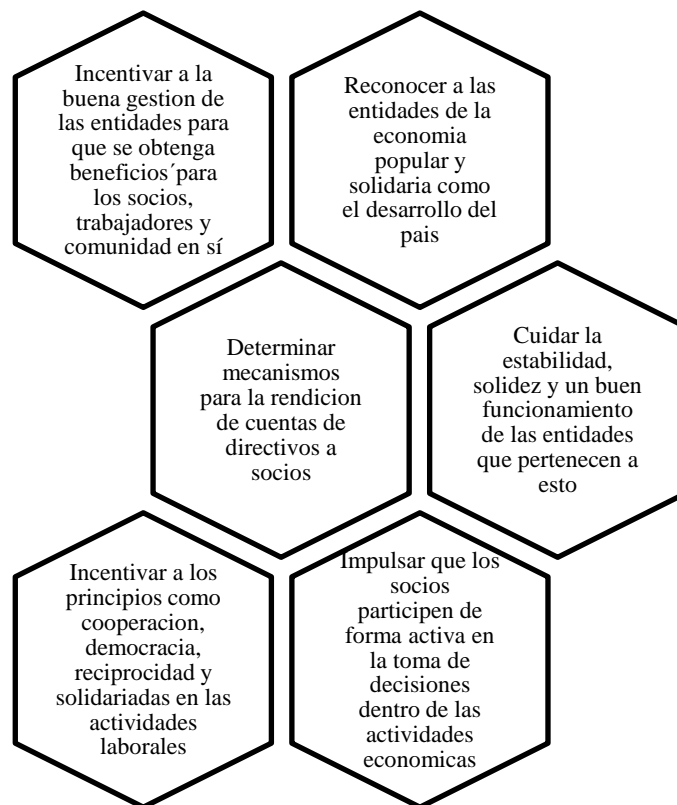 Incentivar a la
buena gestion de
las entidades para
que se obtenga
beneficios´para
los socios,
trabajadores y
comunidad en sí
Reconocer a las
entidades de la
economia
popular y
solidaria como
el desarrollo del
pais
Determinar
mecanismos
para la rendicion
de cuentas de
directivos a
socios
Cuidar la
estabilidad,
solidez y un buen
funcionamiento
de las entidades
que pertenecen a
esto
Incentivar a los
principios como
cooperacion,
democracia,
reciprocidad y
solidariadas en las
actividades
laborales
Impulsar que los
socios
participen de
forma activa en
la toma de
decisiones
dentro de las
actividades
economicas